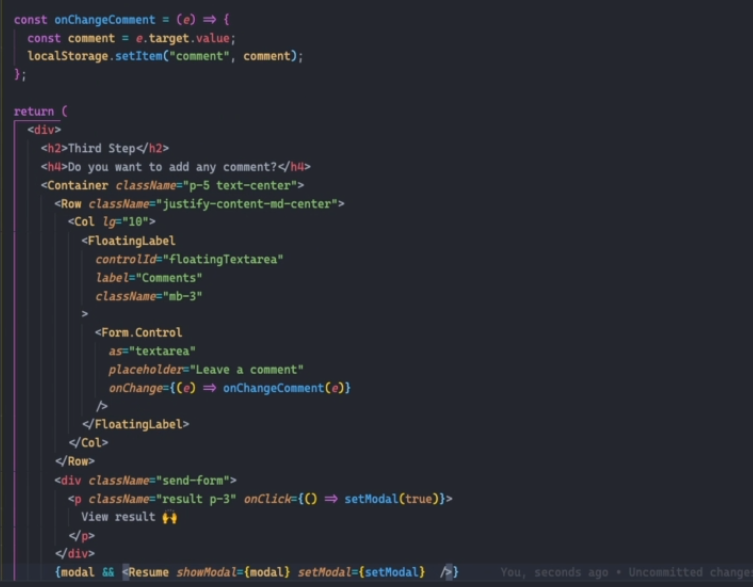 const onChangeComment = (e) => {
const comment = e.target.value;
localStorage.setItem("comment", comment);
};
return (
<div>
<h2>Third Step</h2>
<h4>Do you want to add any comment?</h4>
<Container className="p-5 text-center">
<Row className="justify-content-md-center">
<Col lg="10">
<FloatingLabel
controlId="floatingTextarea"
label="Comments"
className="mb-3"
>
<Form.Control
as="textarea"
placeholder="Leave a comment"
onChange={(e) => onChangeComment(e)}
/>
</FloatingLabel>
</Col>
</Row>
<div className="send-form">
<p className="result p-3" onClick={() => setModal(true)}>
View result 🙌
</p>
</div>
{modal && <Resume showModal={modal} setModal={setModal} />} You, seconds ago • Uncommitted change